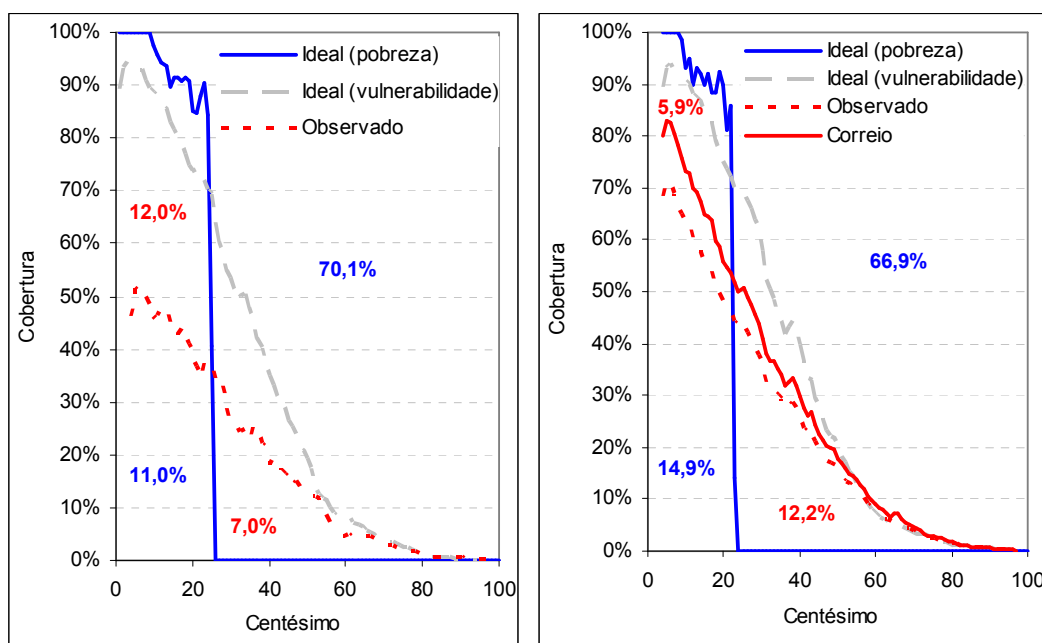 100%
90%
80%
70%
60%
50%
40%
30%
20%
10%
0%
Cobertura
Ideal (pobreza)
Ideal (vulnerabilidade)
Observado
12,0%
70,1%
11,0%
7,0%
0 20 40 60 80 100
Centésimo
100%
90%
80%
70%
60%
50%
40%
30%
20%
10%
0%
Cobertura
Ideal (pobreza)
Ideal (vulnerabilidade)
Observado
Correio
5,9%
66,9%
14,9%
12,2%
0 20 40 60 80 100
Centésimo